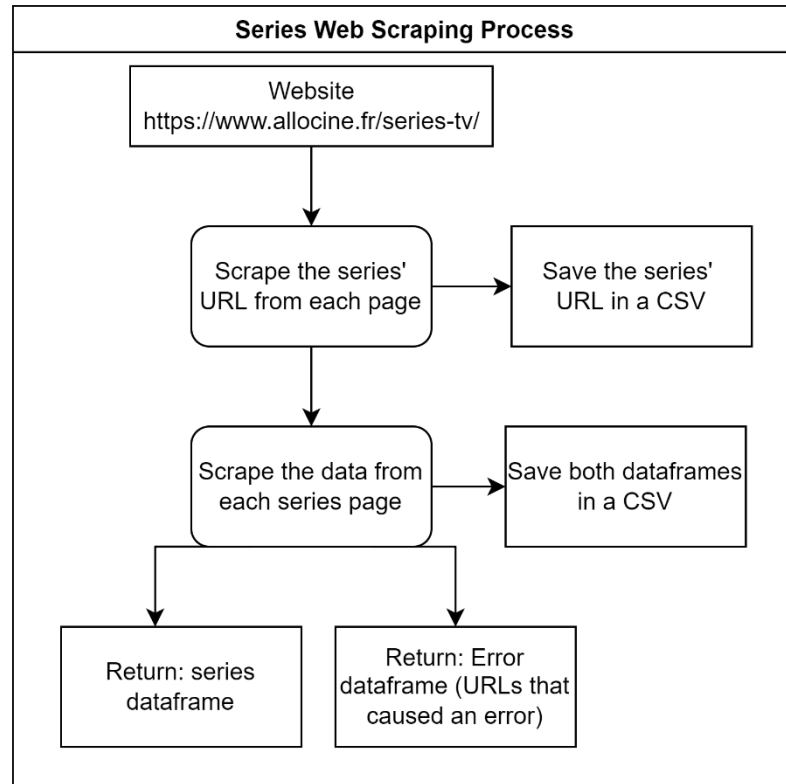 Series Web Scraping Process
Website
https://www.allocine.fr/series-tv/
Scrape the series'
URL from each page
Save the series'
URL in a CSV
Scrape the data from
each series page
Save both dataframes
in a CSV
Return: series
dataframe
Return: Error
dataframe (URLs that
caused an error)